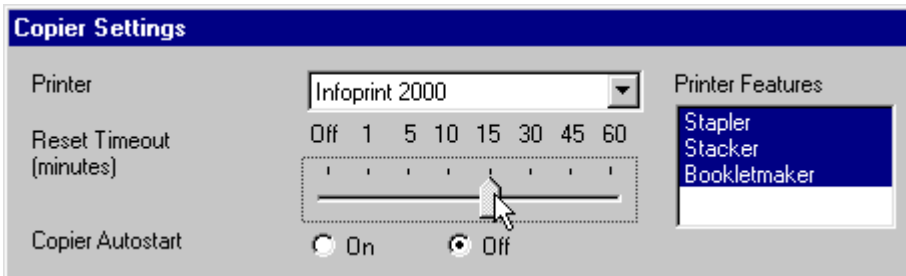 Copier Settings
Printer
Infoprint 2000
Printer Features
Stapler
Stacker
Bookletmaker
Reset Timeout
(minutes)
Off 1 5 10 15 30 45 60
Copier Autostart
On
Off